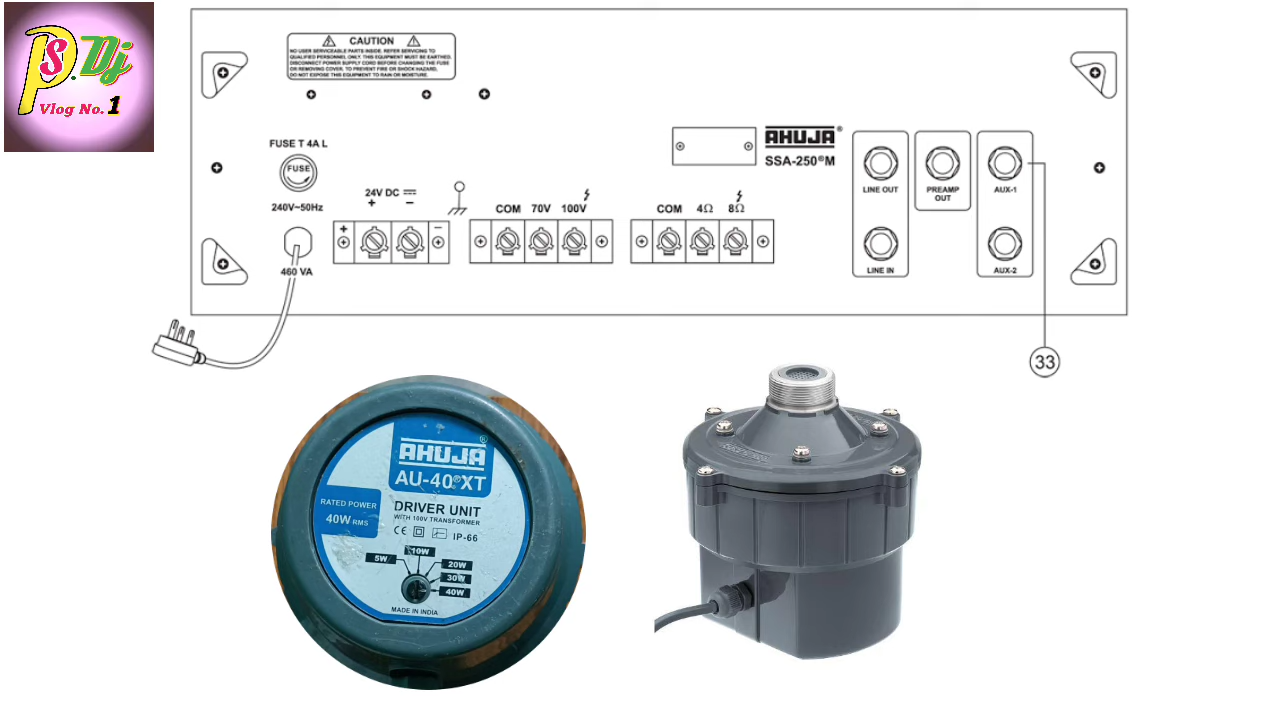 PS.Dj
Vlog No.1
CAUTION
NO USER SERVICEABLE PARTS INSIDE. REFER SERVICING TO
QUALIFIED PERSONNEL ONLY. THIS EQUIPMENT MUST BE EARTHED.
DISCONNECT POWER SUPPLY CORD BEFORE CHANGING THE FUSE
OR REMOVING COVER. TO PREVENT FIRE OR SHOCK HAZARD,
DO NOT EXPOSE THIS EQUIPMENT TO RAIN OR MOISTURE.
FUSE T 4A L
FUSE
240V~50Hz
460 VA
24V DC
+ −
+ −
COM 70V 100V
COM 4Ω 8Ω
AHUJA®
SSA-250®M
LINE OUT
LINE IN
PREAMP
OUT
AUX-1
AUX-2
33
AHUJA®
AU-40®XT
RATED POWER
40W RMS
DRIVER UNIT
WITH 100V TRANSFORMER
CE IP-66
5W
10W
20W
30W
40W
MADE IN INDIA